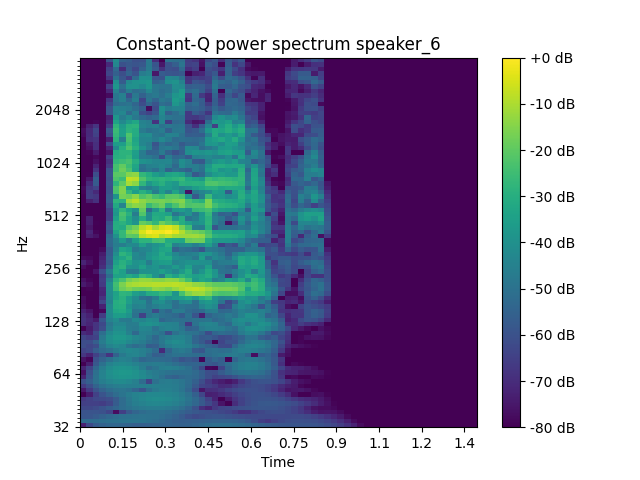 Constant-Q power spectrum speaker_6
Hz
2048
1024
512
256
128
64
32
0 0.15 0.3 0.45 0.6 0.75 0.9 1.1 1.2 1.4
Time
+0 dB
-10 dB
-20 dB
-30 dB
-40 dB
-50 dB
-60 dB
-70 dB
-80 dB